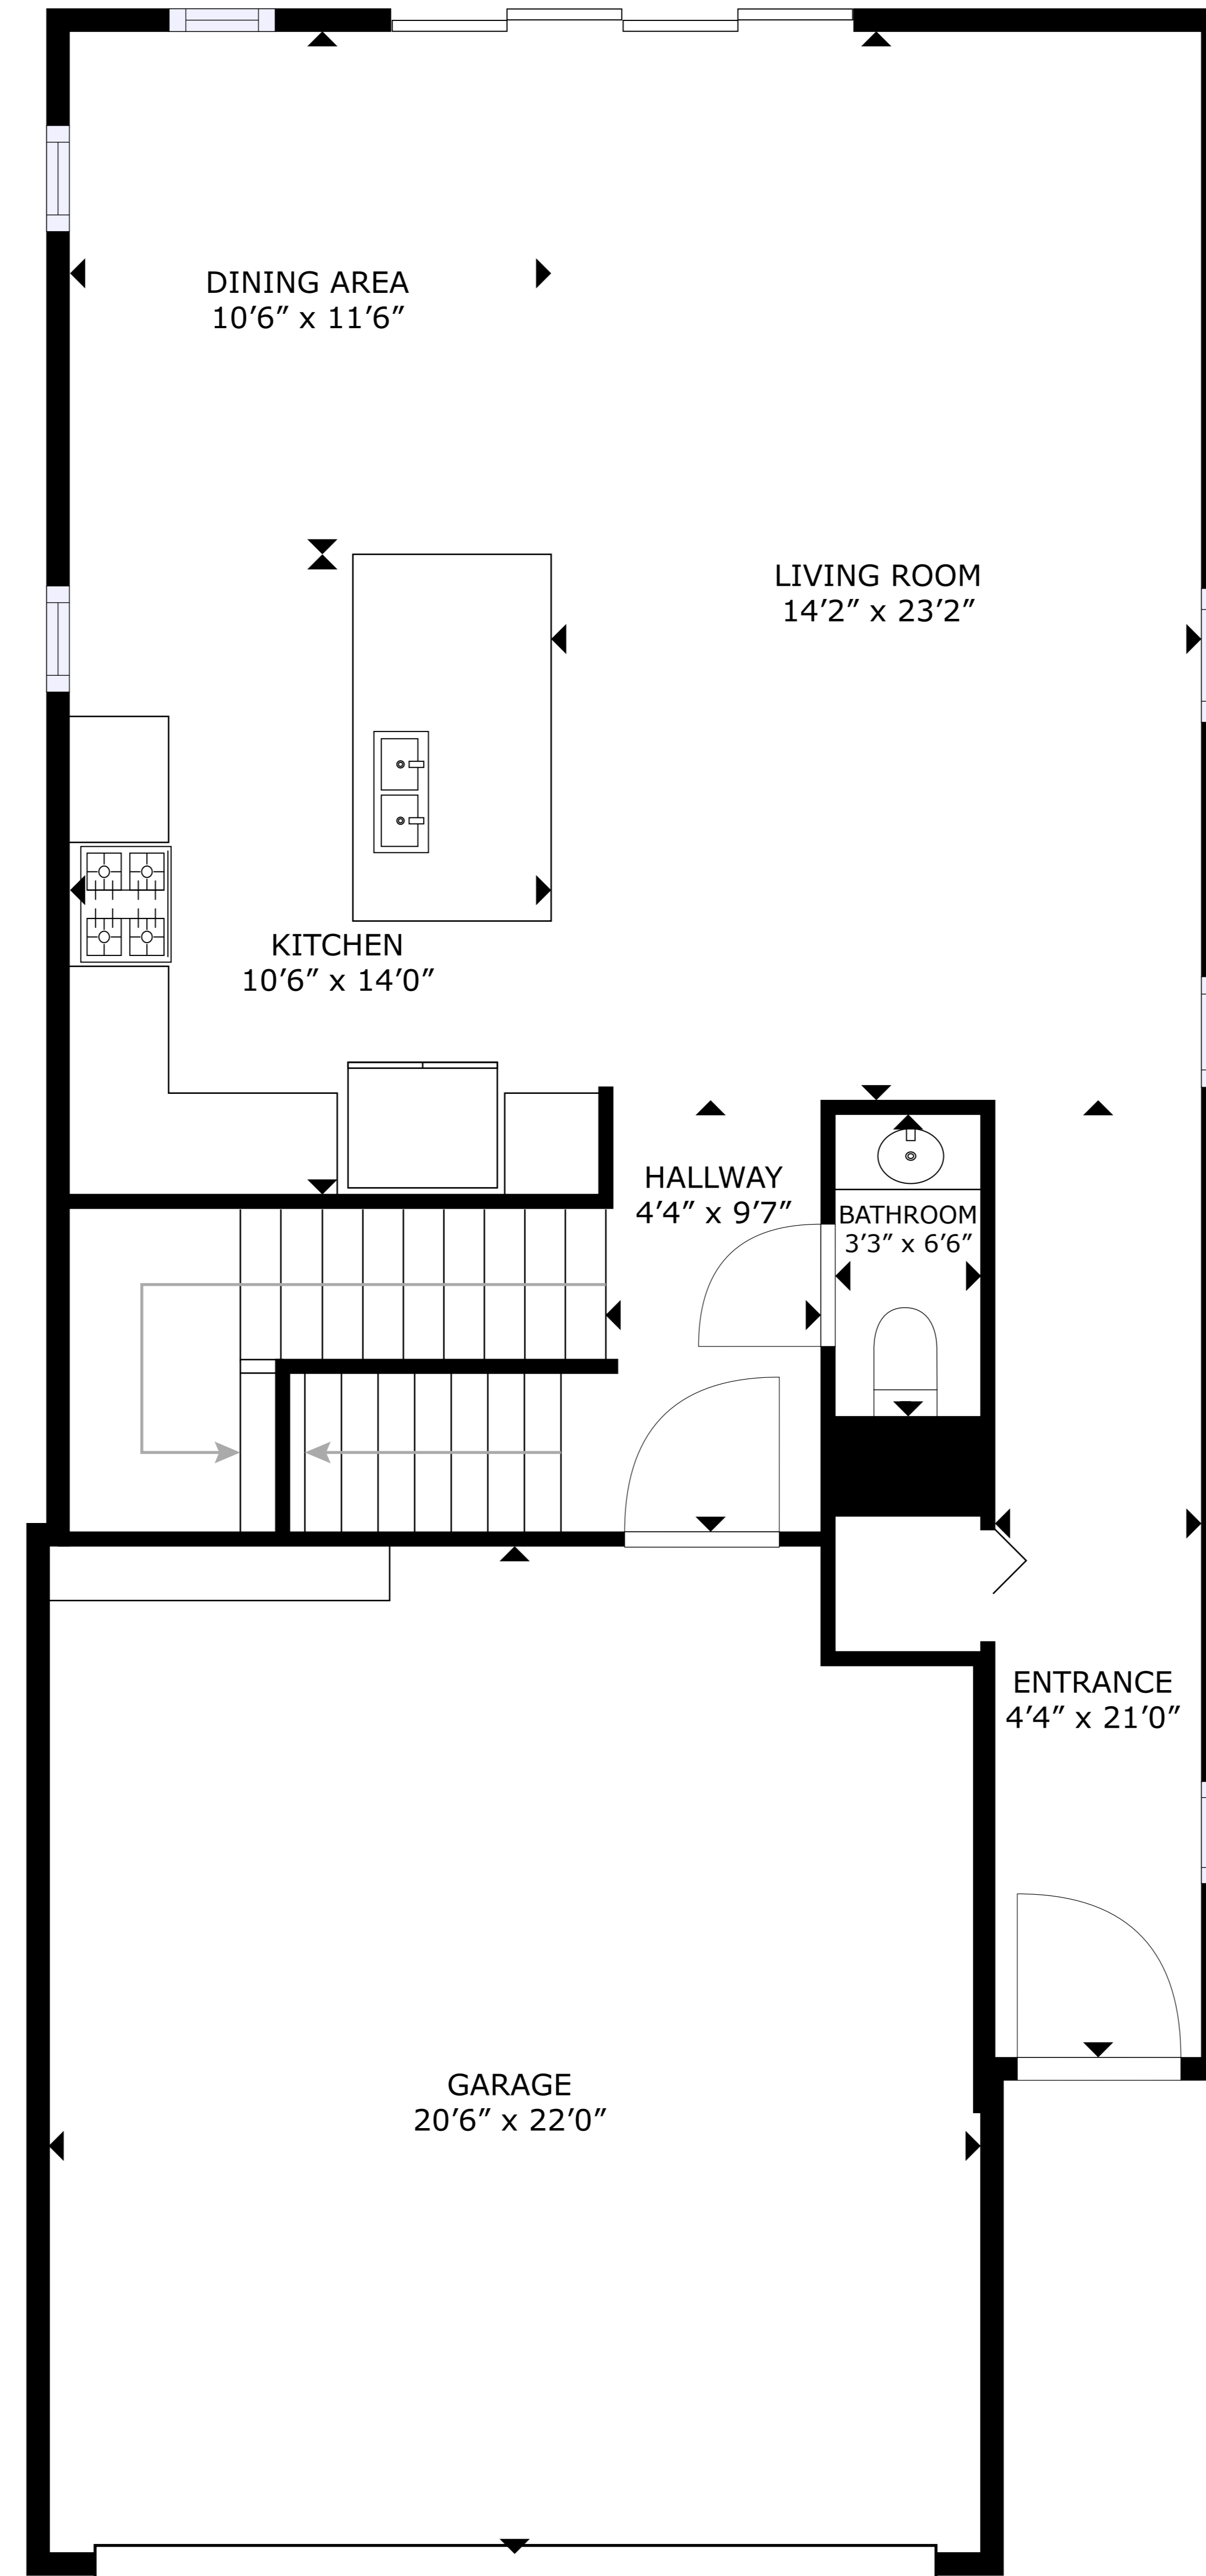 DINING AREA
10’6” x 11’6”
LIVING ROOM
14’2” x 23’2”
KITCHEN
10’6” x 14’0”
HALLWAY
4’4” x 9’7”
BATHROOM
3’3” x 6’6”
ENTRANCE
4’4” x 21’0”
GARAGE
20’6” x 22’0”